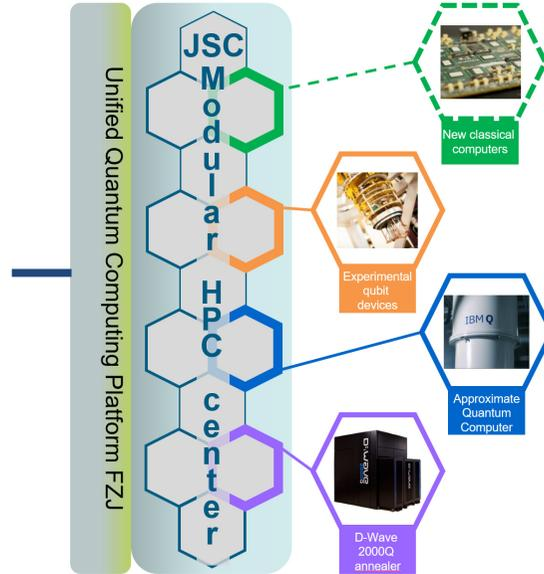 Unified Quantum Computing Platform FZJ
JSC
Modular
HPC
center
New classical
computers
Experimental
qubit
devices
IBM Q
Approximate
Quantum
Computer
D-Wave
2000Q
annealer